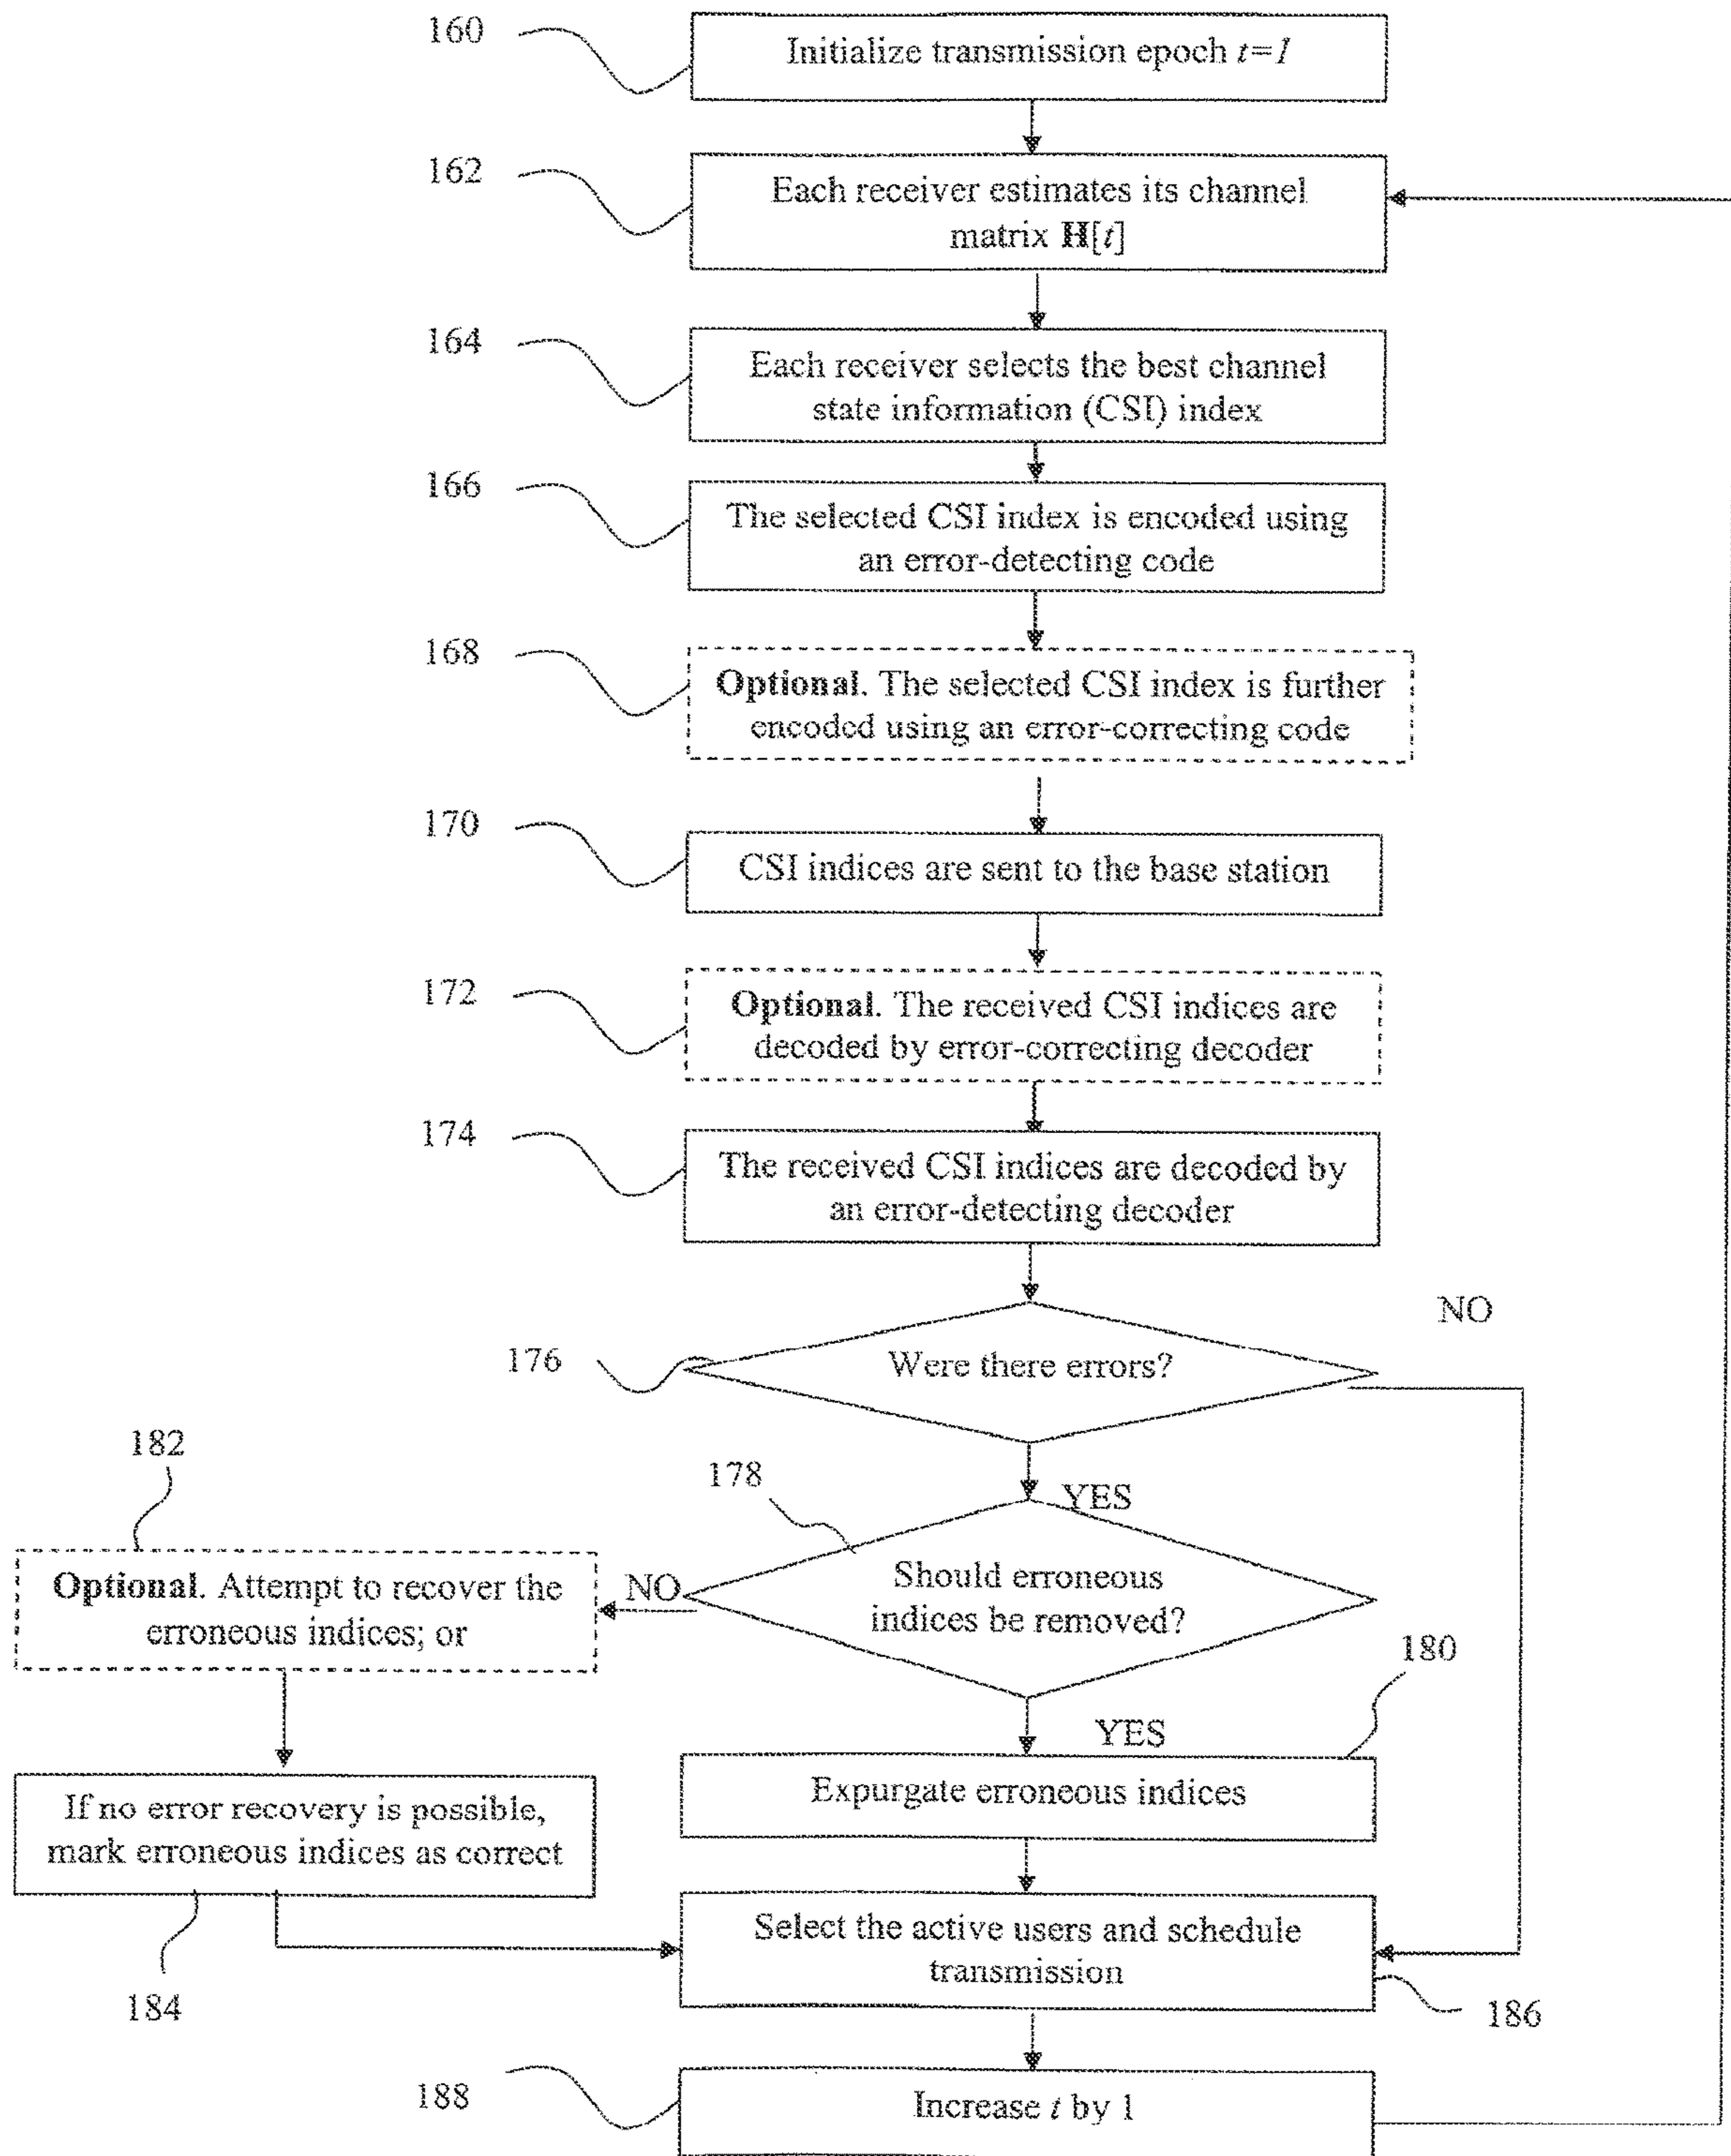 160
Initialize transmission epoch t=1
162
Each receiver estimates its channel
matrix H[t]
164
Each receiver selects the best channel
state information (CSI) index
166
The selected CSI index is encoded using
an error-detecting code
168
Optional. The selected CSI index is further
encoded using an error-correcting code
170
CSI indices are sent to the base station
172
Optional. The received CSI indices are
decoded by error-correcting decoder
174
The received CSI indices are decoded by
an error-detecting decoder
NO
176
Were there errors?
182
178
YES
Optional. Attempt to recover the
erroneous indices; or
NO
Should erroneous
indices be removed?
180
YES
Expurgate erroneous indices
If no error recovery is possible,
mark erroneous indices as correct
Select the active users and schedule
transmission
184
186
188
Increase t by 1